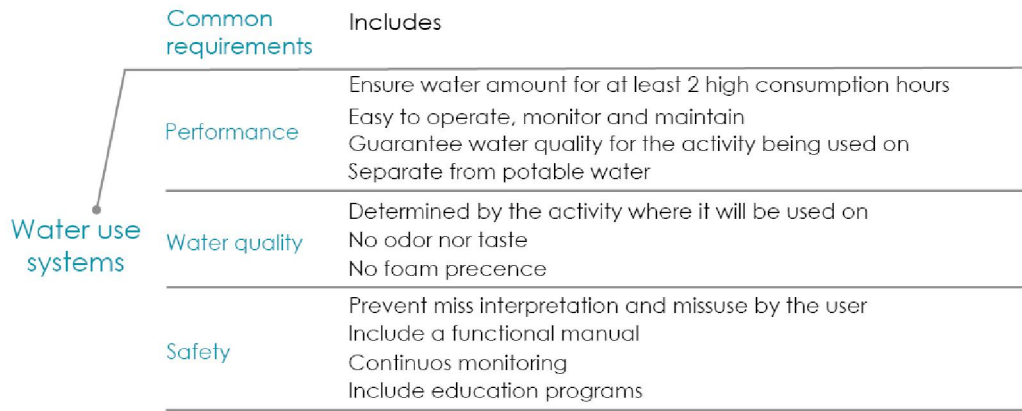 Common
requirements
Includes
Ensure water amount for at least 2 high consumption hours
Performance
Easy to operate, monitor and maintain
Guarantee water quality for the activity being used on
Separate from potable water
Water use
systems
Water quality
Determined by the activity where it will be used on
No odor nor taste
No foam precence
Safety
Prevent miss interpretation and missuse by the user
Include a functional manual
Continuos monitoring
Include education programs